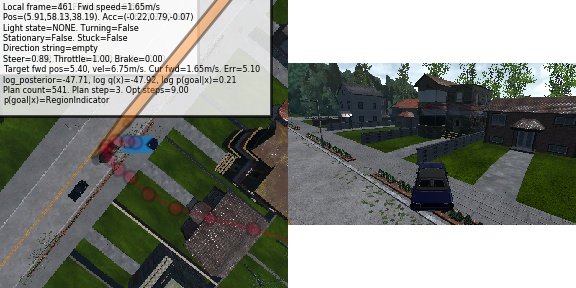 Local frame=461. Fwd speed=1.65m/s
Pos=(5.91,58.13,38.19). Acc=(-0.22,0.79,-0.07)
Light state=NONE. Turning=False
Stationary=False. Stuck=False
Direction string=empty
Steer=0.89, Throttle=1.00, Brake=0.00
Target fwd pos=5.40, vel=6.75m/s. Cur fwd=1.65m/s. Err=5.10
log_posterior=-47.71, log q(x)=-47.92, log p(goal|x)=0.21
Plan count=541. Plan step=3. Opt steps=9.00
p(goal|x)=RegionIndicator